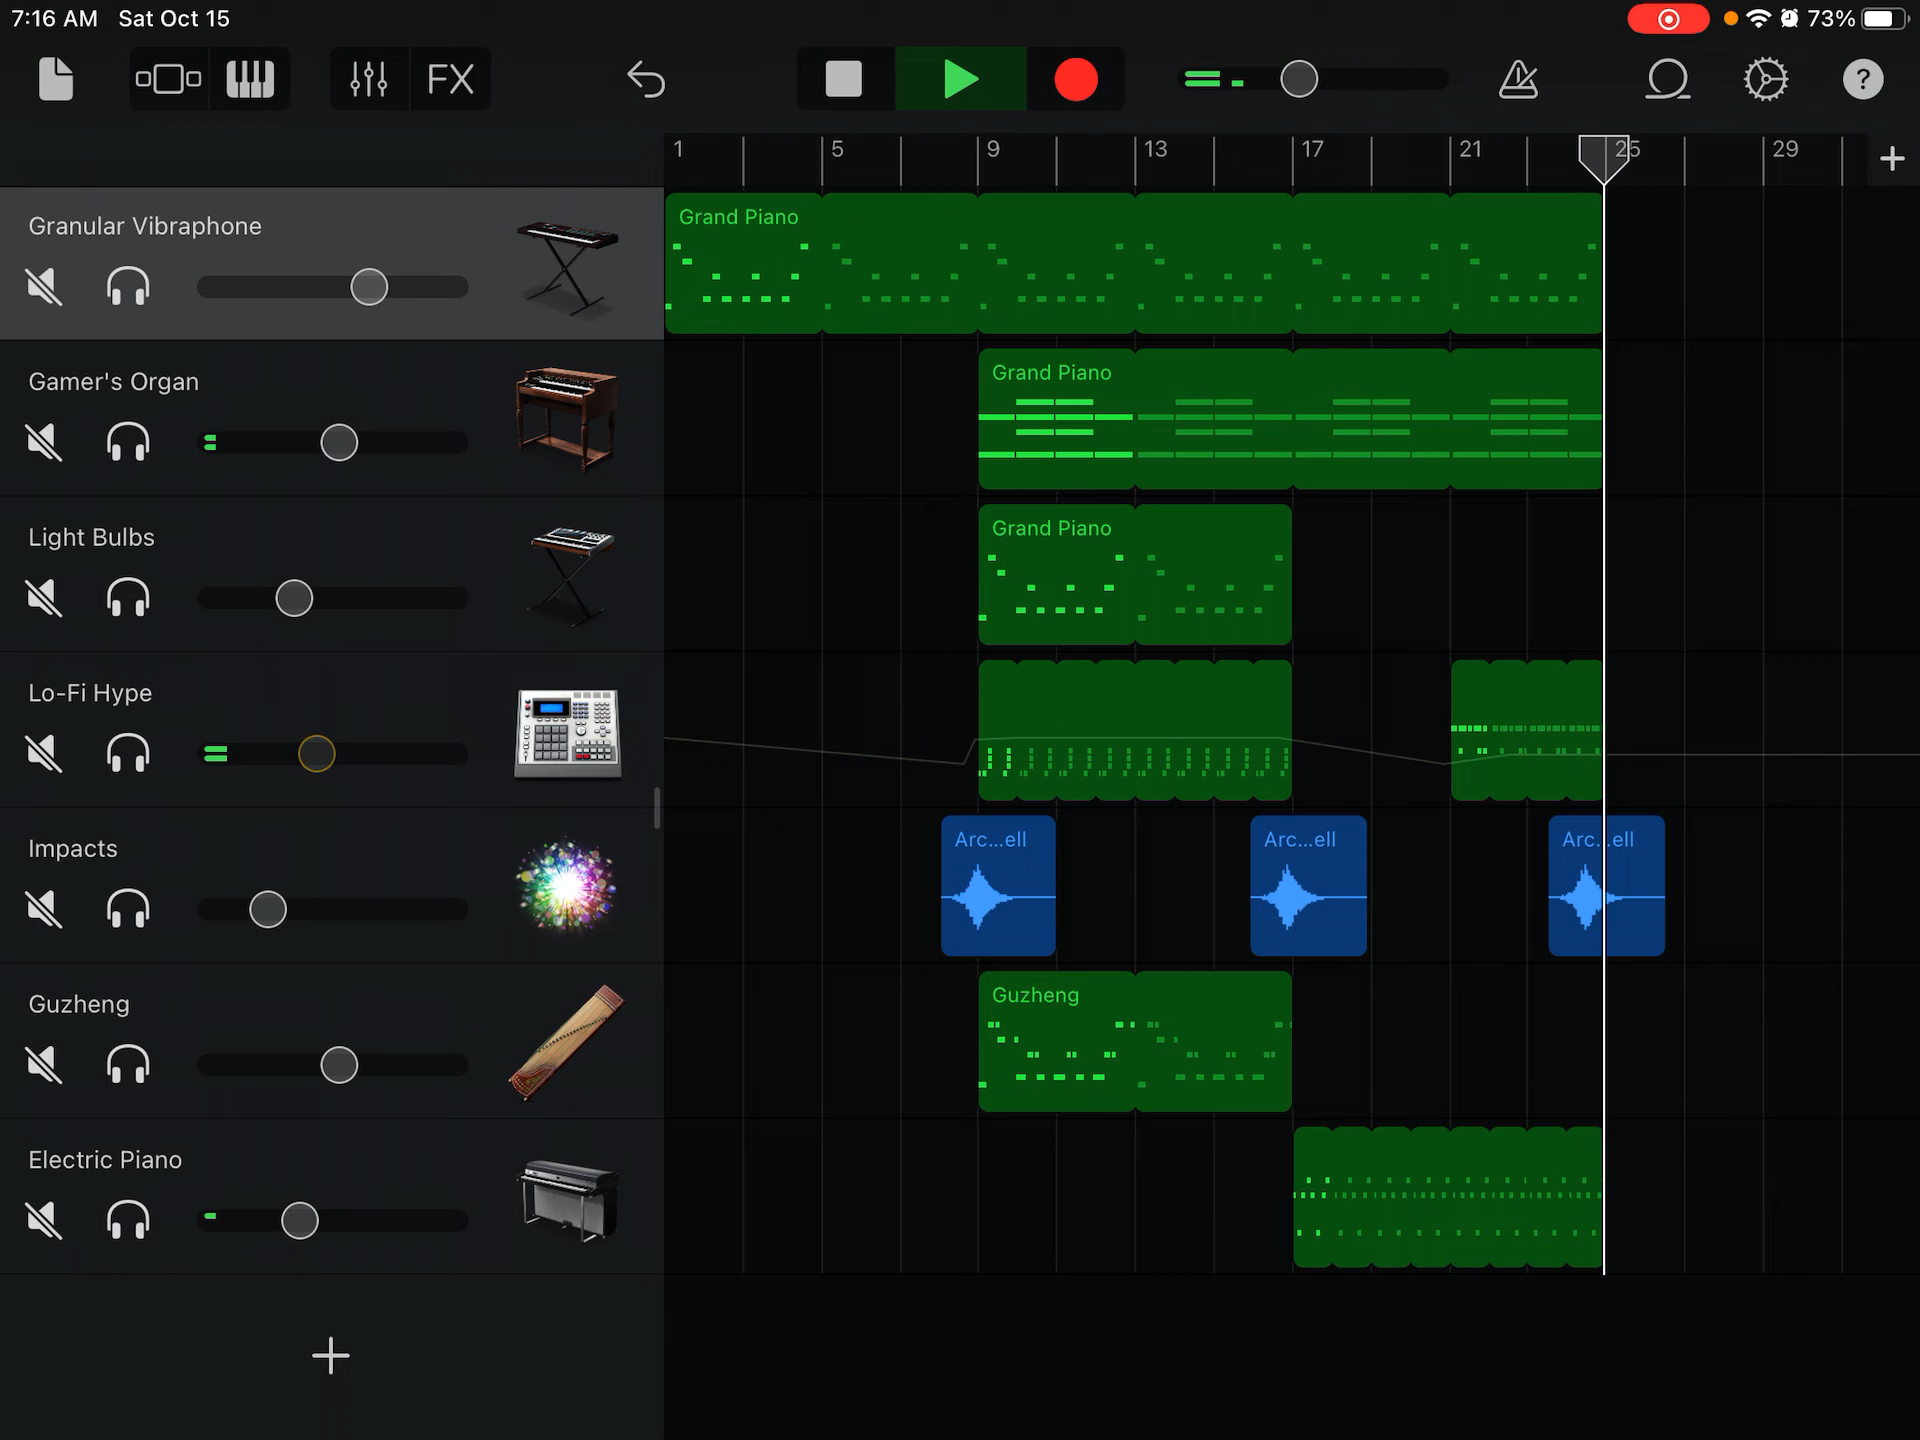 7:16 AM Sat Oct 15
73%
FX
?
1 5 9 13 17 21 25 29
Granular Vibraphone
Grand Piano
Gamer's Organ
Grand Piano
Light Bulbs
Grand Piano
Lo-Fi Hype
Impacts
Arc...ell
Arc...ell
Arc...ell
Guzheng
Guzheng
Electric Piano